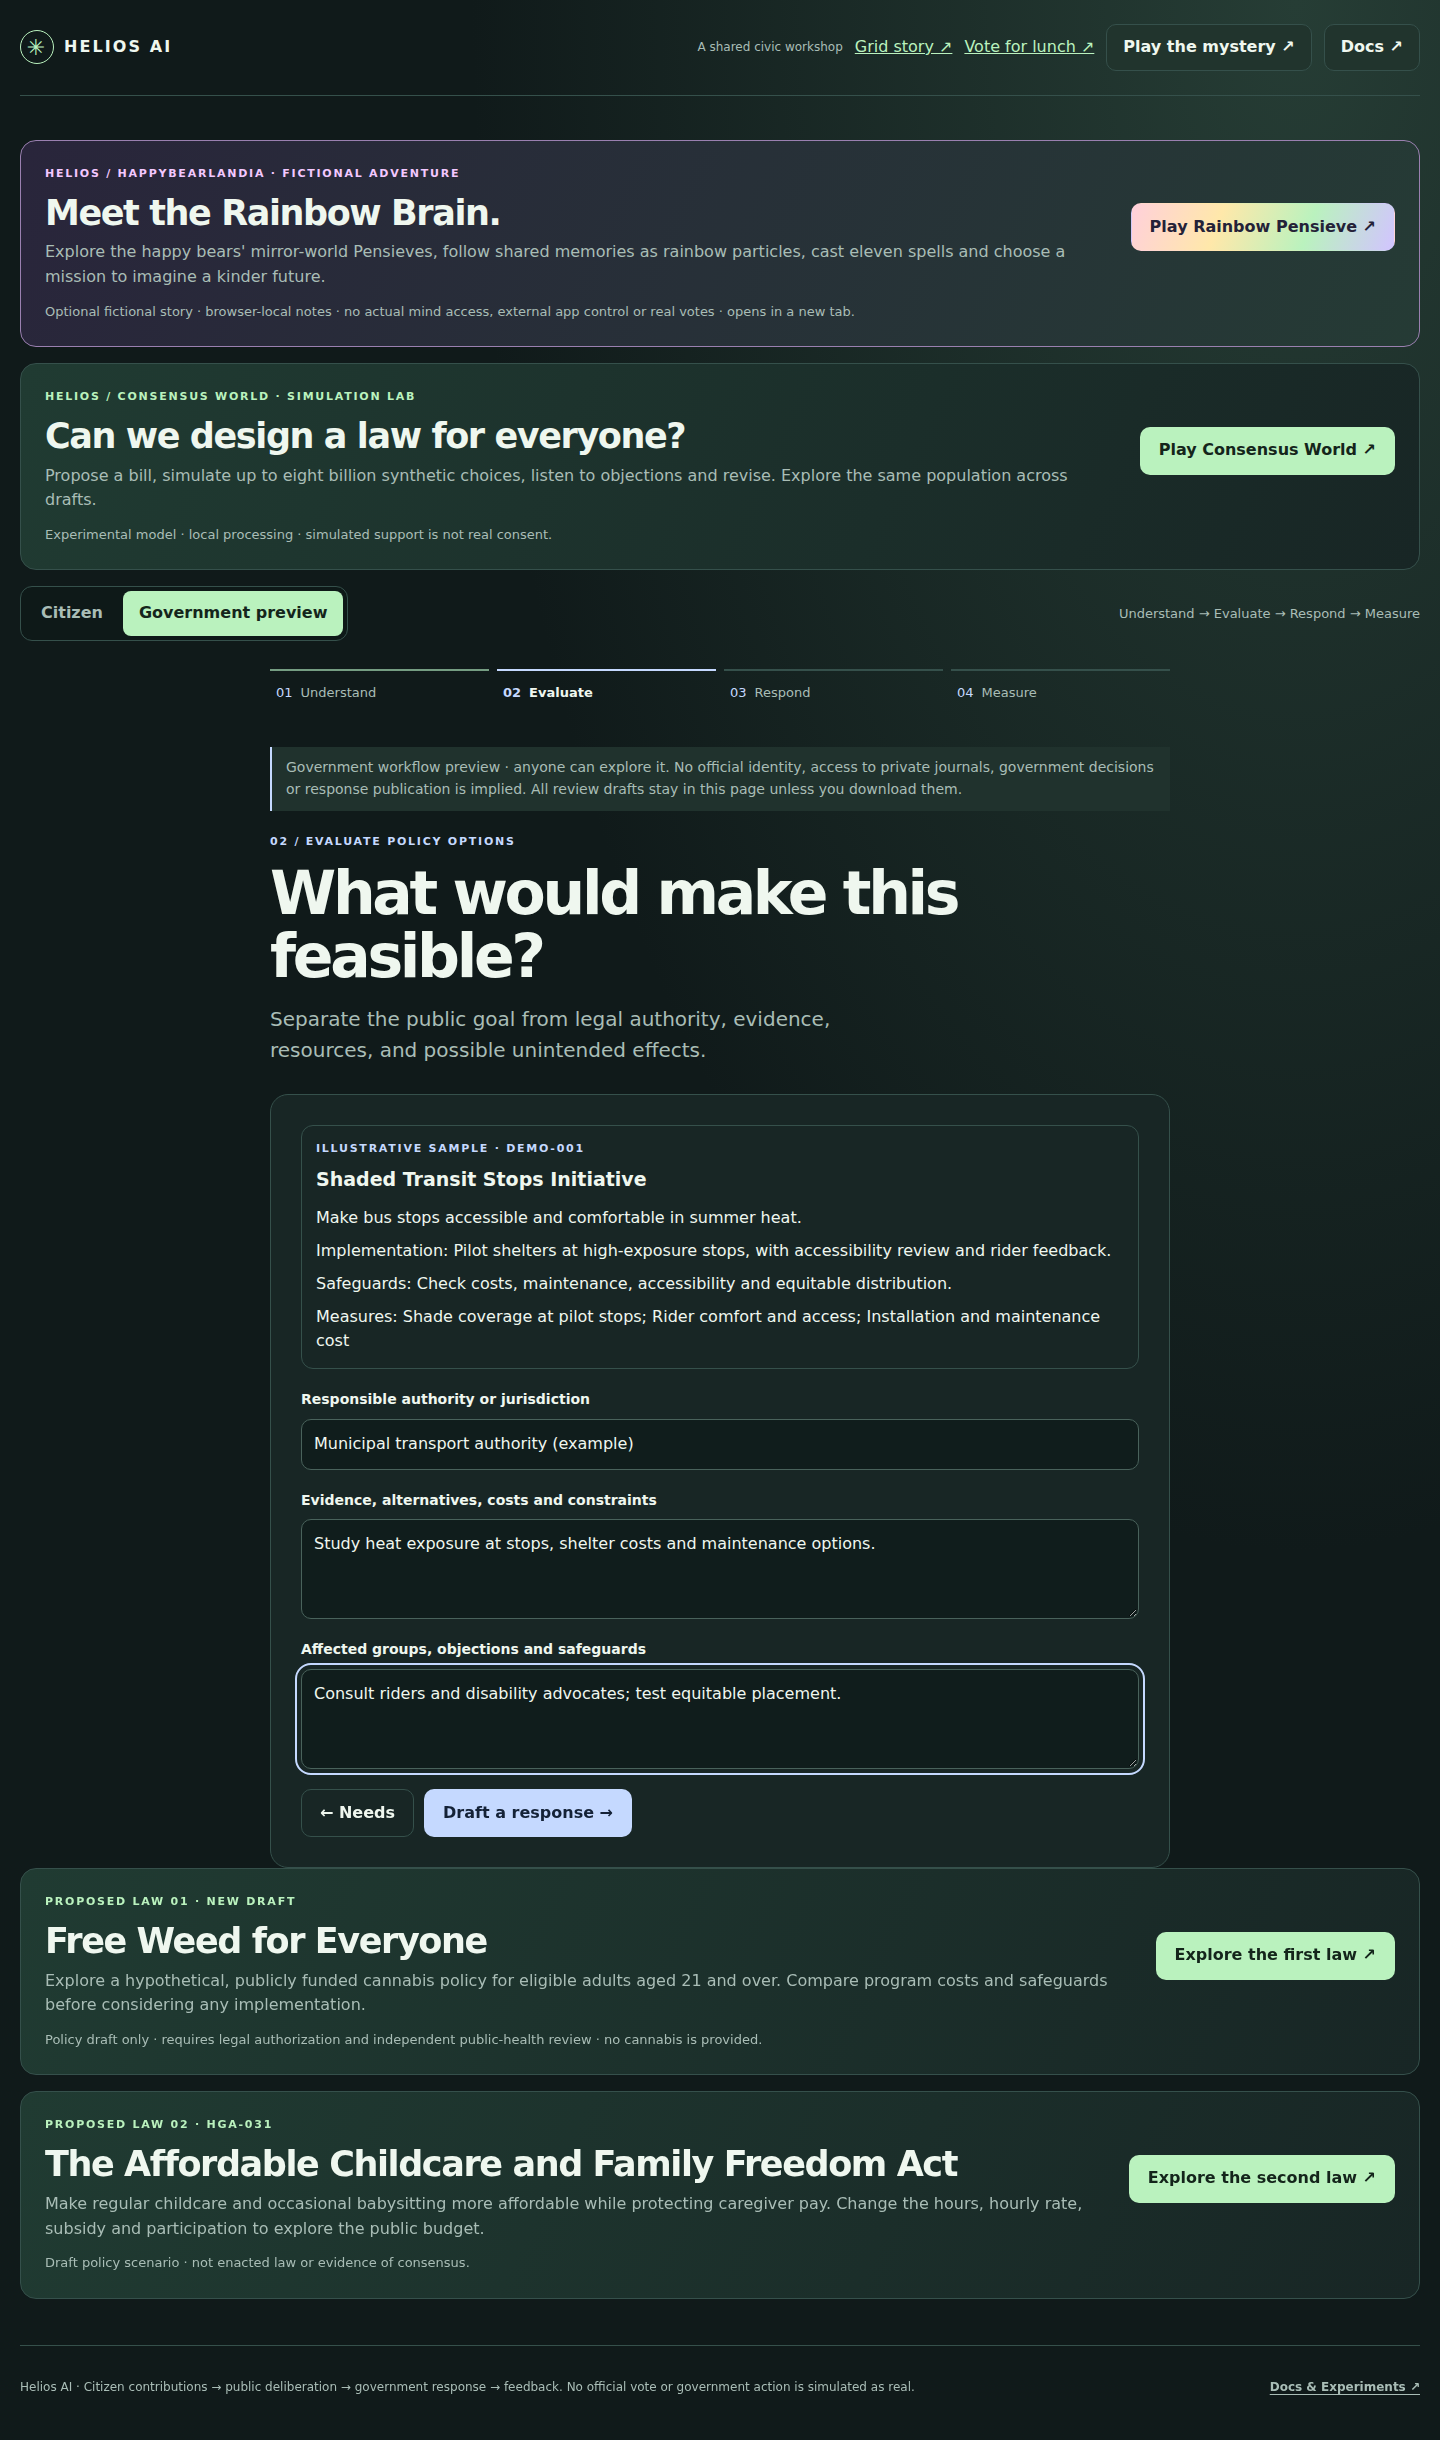 HELIOS AI
A shared civic workshop
Grid story ↗
Vote for lunch ↗
Play the mystery ↗
Docs ↗
HELIOS / HAPPYBEARLANDIA · FICTIONAL ADVENTURE
Meet the Rainbow Brain.
Explore the happy bears' mirror-world Pensieves, follow shared memories as rainbow particles, cast eleven spells and choose a
mission to imagine a kinder future.
Optional fictional story · browser-local notes · no actual mind access, external app control or real votes · opens in a new tab.
Play Rainbow Pensieve ↗
HELIOS / CONSENSUS WORLD · SIMULATION LAB
Can we design a law for everyone?
Propose a bill, simulate up to eight billion synthetic choices, listen to objections and revise. Explore the same population across
drafts.
Experimental model · local processing · simulated support is not real consent.
Play Consensus World ↗
Citizen
Government preview
Understand → Evaluate → Respond → Measure
01 Understand
02 Evaluate
03 Respond
04 Measure
Government workflow preview · anyone can explore it. No official identity, access to private journals, government decisions
or response publication is implied. All review drafts stay in this page unless you download them.
02 / EVALUATE POLICY OPTIONS
What would make this
feasible?
Separate the public goal from legal authority, evidence,
resources, and possible unintended effects.
ILLUSTRATIVE SAMPLE · DEMO-001
Shaded Transit Stops Initiative
Make bus stops accessible and comfortable in summer heat.
Implementation: Pilot shelters at high-exposure stops, with accessibility review and rider feedback.
Safeguards: Check costs, maintenance, accessibility and equitable distribution.
Measures: Shade coverage at pilot stops; Rider comfort and access; Installation and maintenance
cost
Responsible authority or jurisdiction
Municipal transport authority (example)
Evidence, alternatives, costs and constraints
Study heat exposure at stops, shelter costs and maintenance options.
Affected groups, objections and safeguards
Consult riders and disability advocates; test equitable placement.
← Needs
Draft a response →
PROPOSED LAW 01 · NEW DRAFT
Free Weed for Everyone
Explore a hypothetical, publicly funded cannabis policy for eligible adults aged 21 and over. Compare program costs and safeguards
before considering any implementation.
Policy draft only · requires legal authorization and independent public-health review · no cannabis is provided.
Explore the first law ↗
PROPOSED LAW 02 · HGA-031
The Affordable Childcare and Family Freedom Act
Make regular childcare and occasional babysitting more affordable while protecting caregiver pay. Change the hours, hourly rate,
subsidy and participation to explore the public budget.
Draft policy scenario · not enacted law or evidence of consensus.
Explore the second law ↗
Helios AI · Citizen contributions → public deliberation → government response → feedback. No official vote or government action is simulated as real.
Docs & Experiments ↗